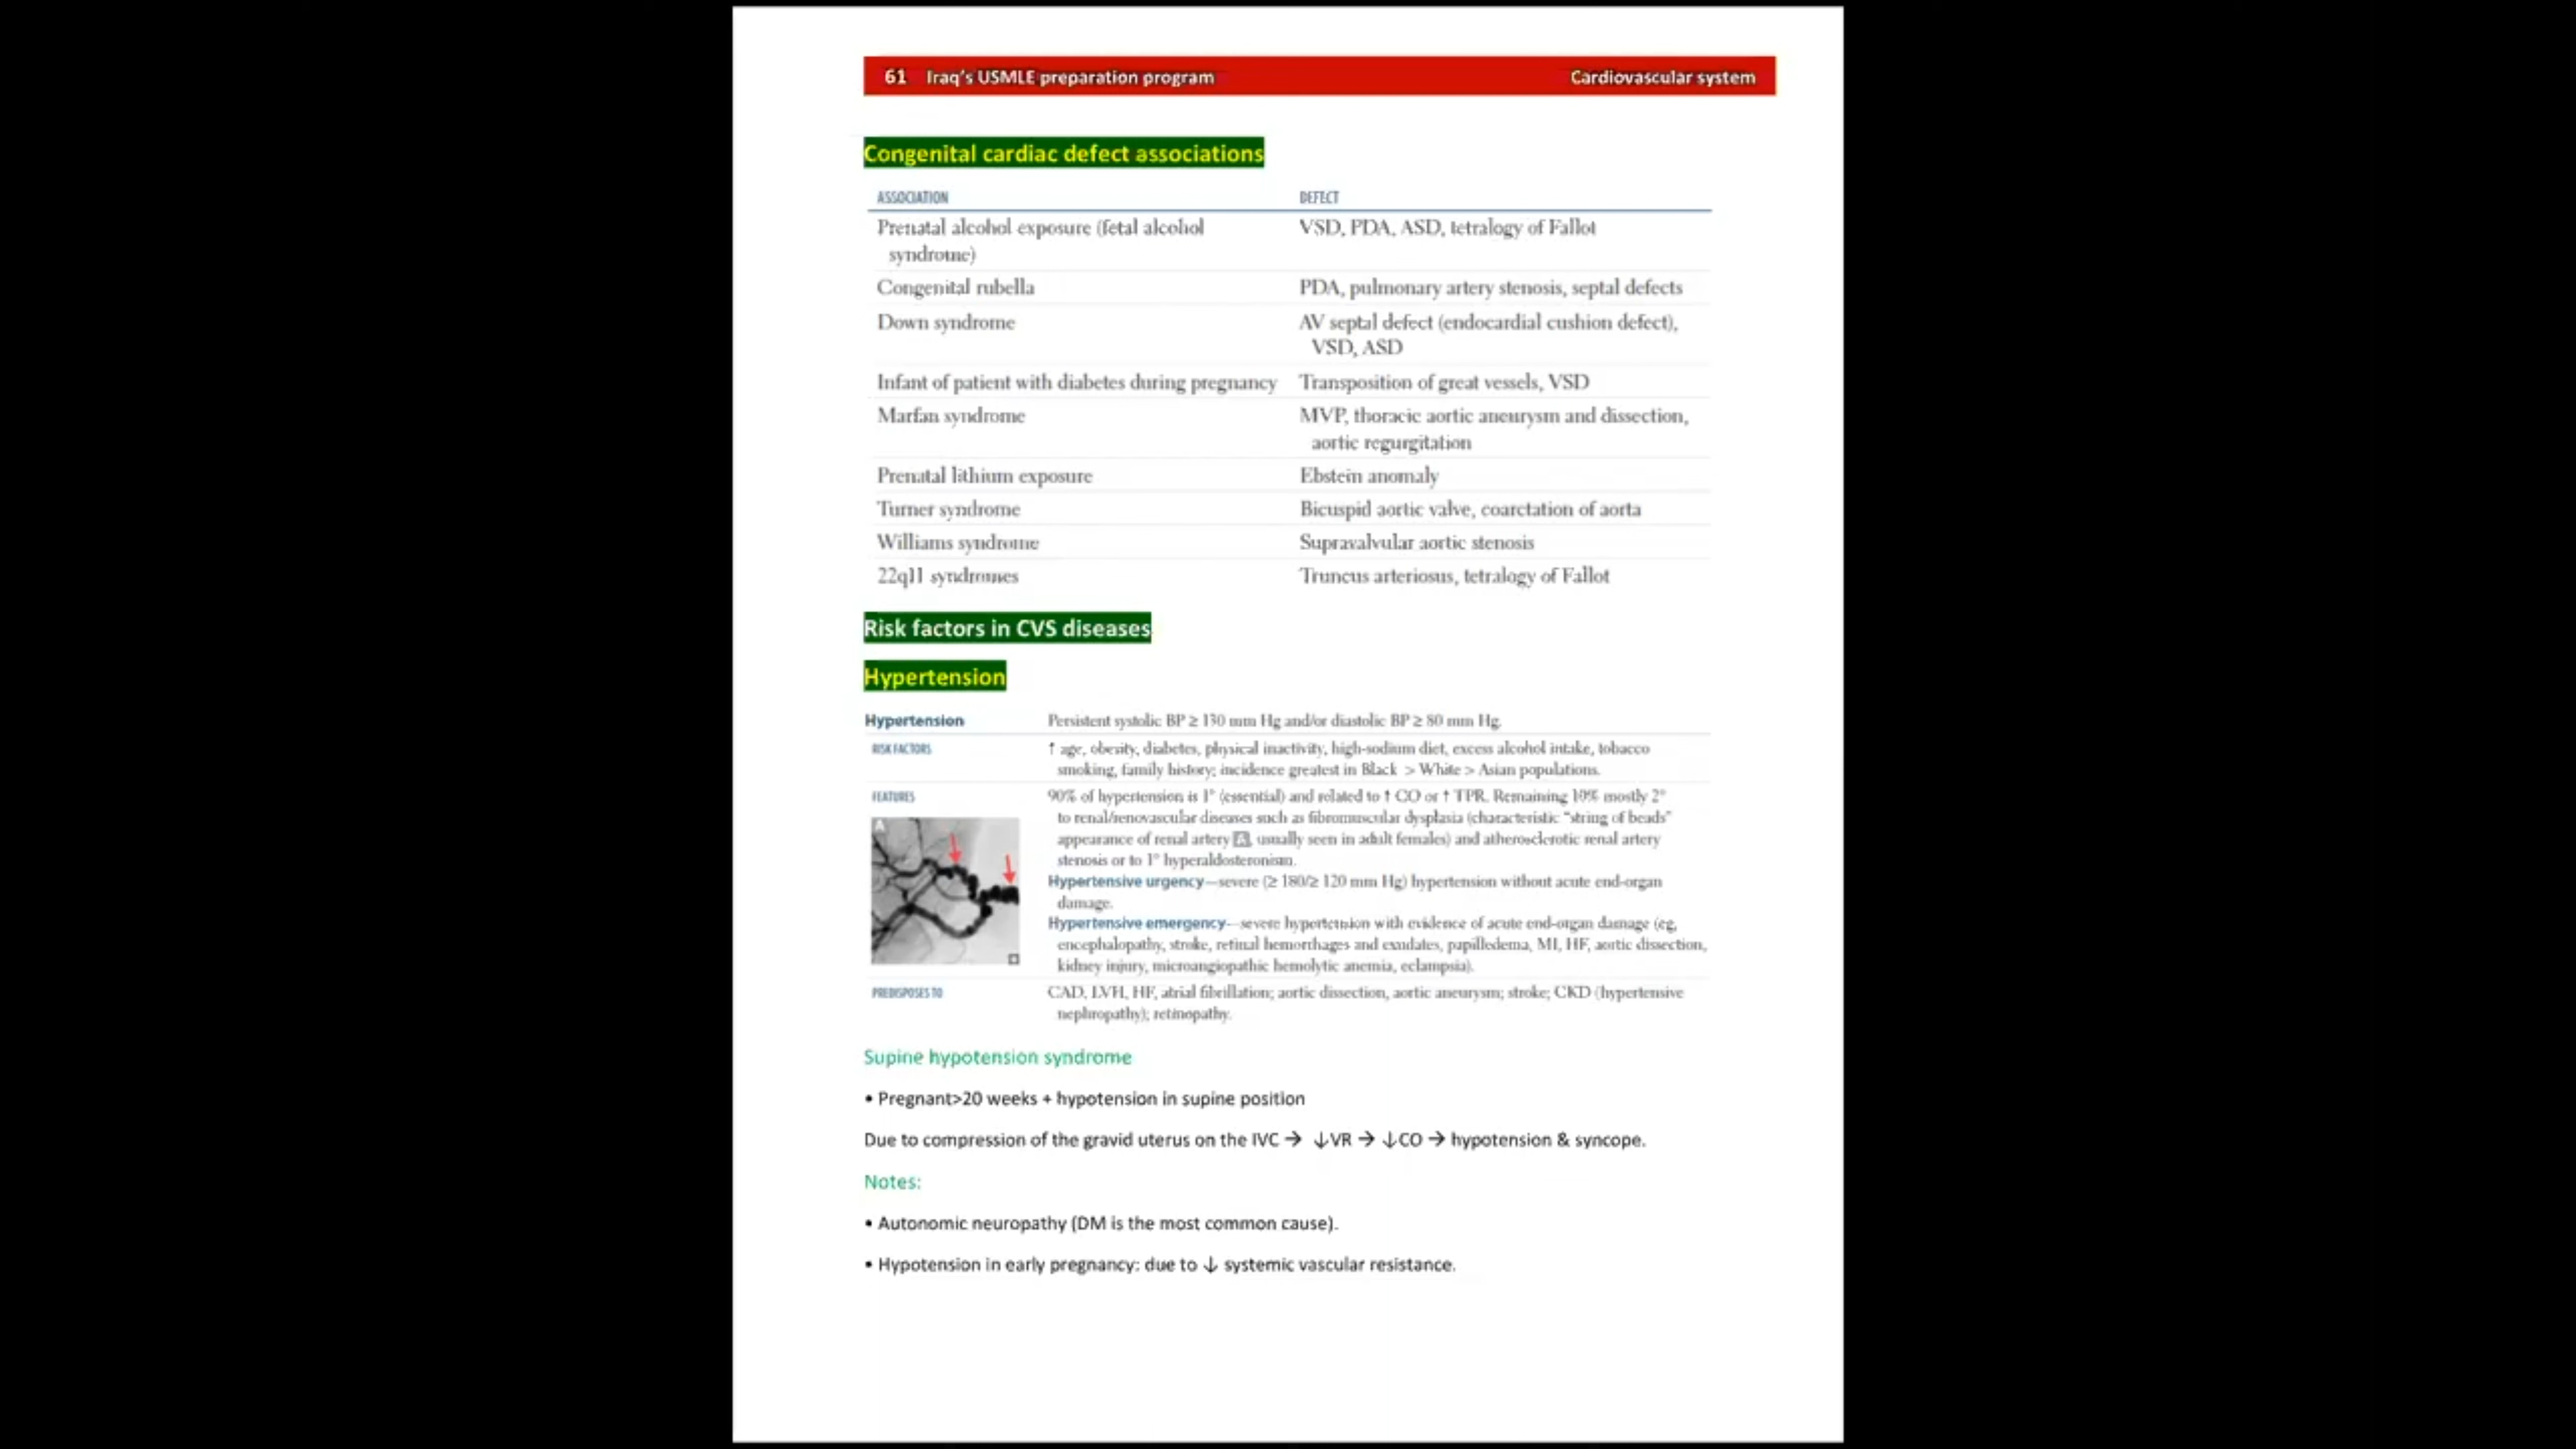 61 Iraq's USMLE preparation program Cardiovascular system
Congenital cardiac defect associations
ASSOCIATION DEFECT
Prenatal alcohol exposure (fetal alcohol VSD, PDA, ASD, tetralogy of Fallot
syndrome)
Congenital rubella PDA, pulmonary artery stenosis, septal defects
Down syndrome AV septal defect (endocardial cushion defect),
VSD, ASD
Infant of patient with diabetes during pregnancy Transposition of great vessels, VSD
Marfan syndrome MVP, thoracic aortic aneurysm and dissection,
aortic regurgitation
Prenatal lithium exposure Ebstein anomaly
Turner syndrome Bicuspid aortic valve, coarctation of aorta
Williams syndrome Supravalvular aortic stenosis
22q11 syndromes Truncus arteriosus, tetralogy of Fallot
Risk factors in CVS diseases
Hypertension
Hypertension Persistent systolic BP ≥ 130 mm Hg and/or diastolic BP ≥ 80 mm Hg.
RISK FACTORS ↑ age, obesity, diabetes, physical inactivity, high-sodium diet, excess alcohol intake, tobacco
smoking, family history; incidence greatest in Black > White > Asian populations.
FEATURES 90% of hypertension is 1° (essential) and related to ↑ CO or ↑ TPR. Remaining 10% mostly 2°
to renal/renovascular diseases such as fibromuscular dysplasia (characteristic "string of beads"
appearance of renal artery A, usually seen in adult females) and atherosclerotic renal artery
stenosis or to 1° hyperaldosteronism.
Hypertensive urgency—severe (≥ 180/≥ 120 mm Hg) hypertension without acute end-organ
damage.
Hypertensive emergency—severe hypertension with evidence of acute end-organ damage (eg,
encephalopathy, stroke, retinal hemorrhages and exudates, papilledema, MI, HF, aortic dissection,
kidney injury, microangiopathic hemolytic anemia, eclampsia).
A
PREDISPOSES TO CAD, LVH, HF, atrial fibrillation; aortic dissection, aortic aneurysm; stroke; CKD (hypertensive
nephropathy); retinopathy.
Supine hypotension syndrome
• Pregnant>20 weeks + hypotension in supine position
Due to compression of the gravid uterus on the IVC → ↓VR → ↓CO → hypotension & syncope.
Notes:
• Autonomic neuropathy (DM is the most common cause).
• Hypotension in early pregnancy: due to ↓ systemic vascular resistance.